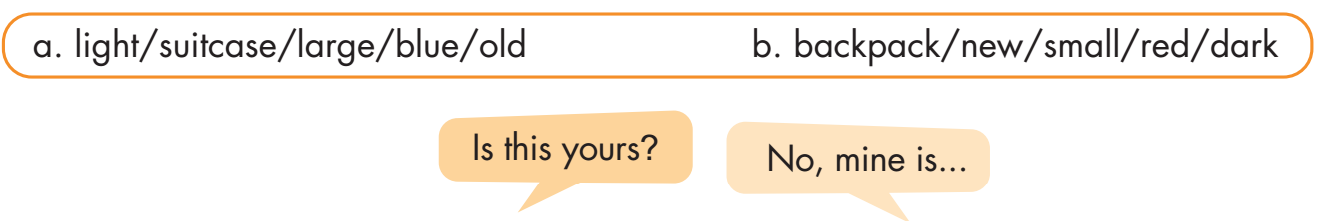 a. light/suitcase/large/blue/old b. backpack/new/small/red/dark
Is this yours?
No, mine is...